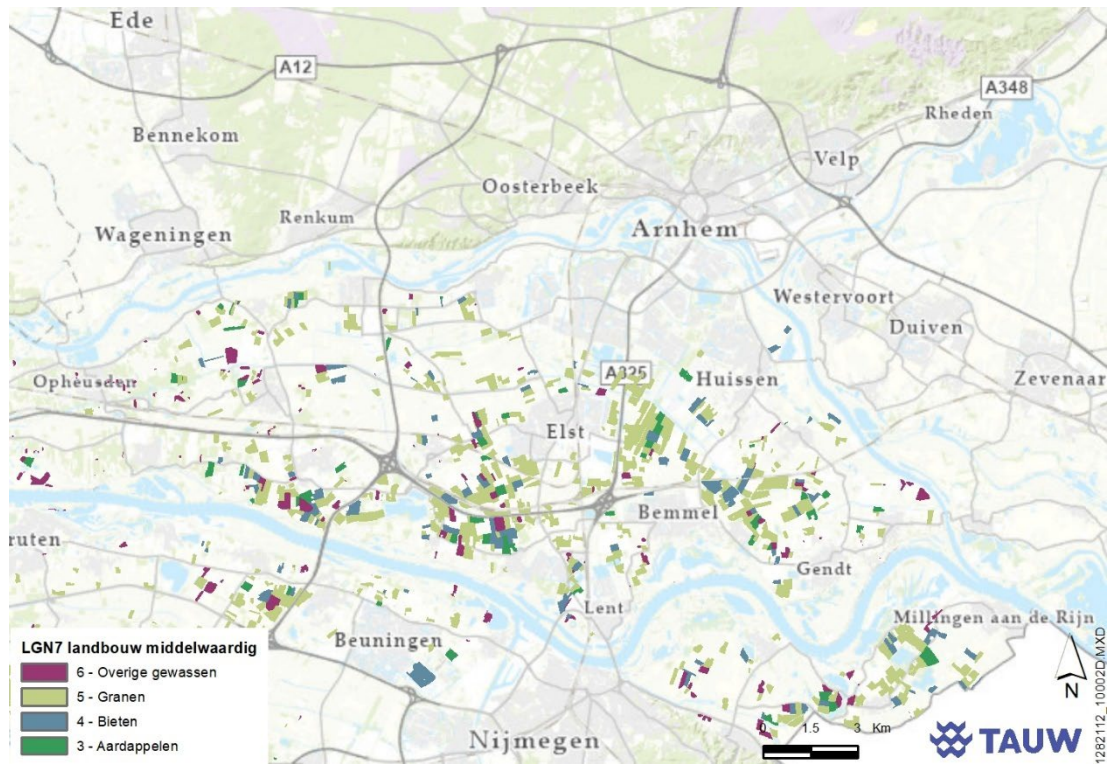 Ede
A12
A348
Rheden
Bennekom
Velp
Oosterbeek
Renkum
Arnhem
Wageningen
Westervoort
Duiven
Opheusden
A325
Huissen
Zevenaar
Elst
Bemmel
ruten
Gendt
Lent
Millingen aan de Rijn
Beuningen
LGN7 landbouw middelwaardig
6 - Overige gewassen
5 - Granen
4 - Bieten
3 - Aardappelen
Nijmegen
0 1.5 3 Km
N
TAUW
1282112_10002D.MXD